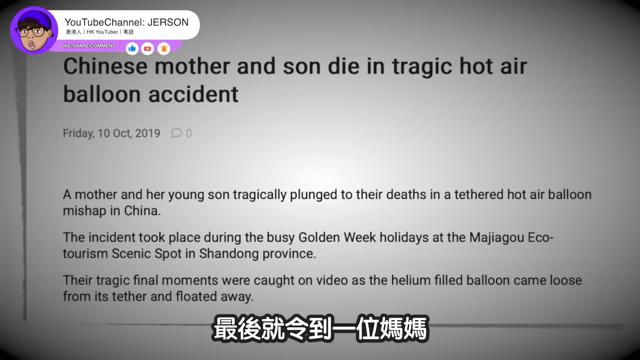 YouTubeChannel: JERSON
香港人 | HK YouTuber | 粵語
LIKE/SHARE/COMMENT
Chinese mother and son die in tragic hot air
balloon accident
Friday, 10 Oct, 2019
0
A mother and her young son tragically plunged to their deaths in a tethered hot air balloon
mishap in China.
The incident took place during the busy Golden Week holidays at the Majiagou Eco-
tourism Scenic Spot in Shandong province.
Their tragic final moments were caught on video as the helium filled balloon came loose
from its tether and floated away.
最後就令到一位媽媽